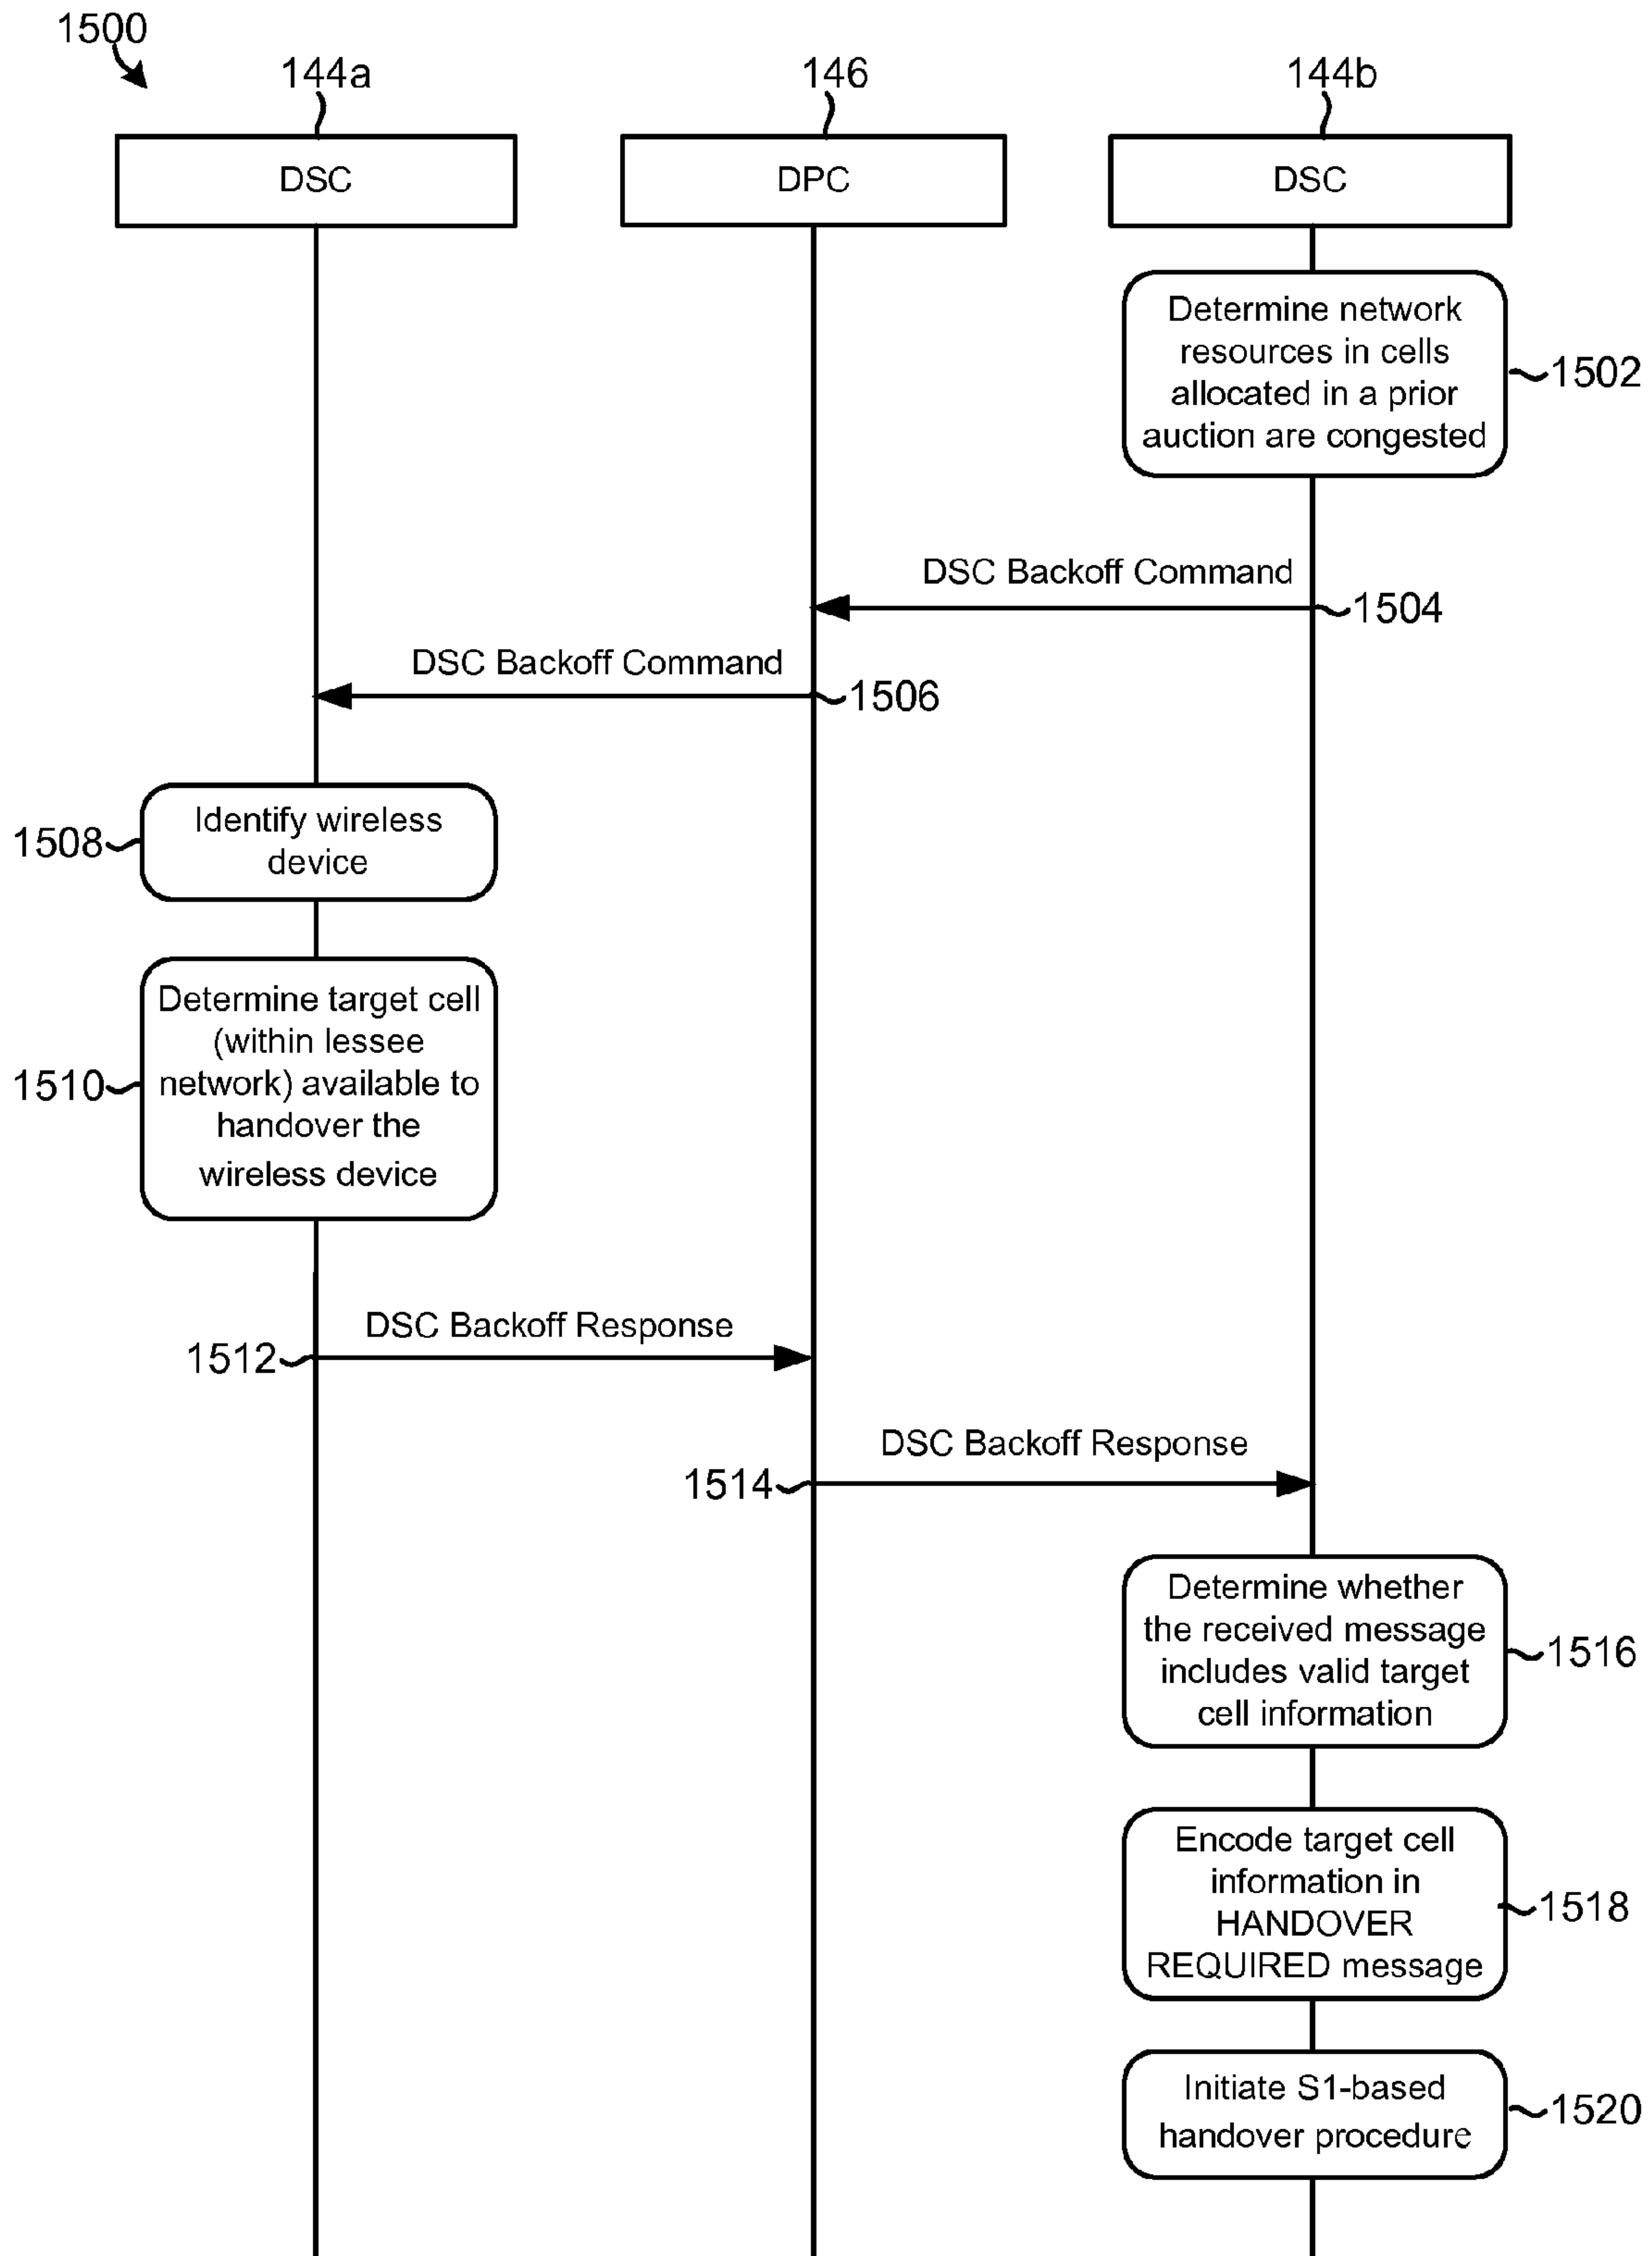 1500
144a
146
144b
DSC
DPC
DSC
Determine network
resources in cells
allocated in a prior
auction are congested
1502
DSC Backoff Command
1504
DSC Backoff Command
1506
Identify wireless
device
1508
Determine target cell
(within lessee
network) available to
handover the
wireless device
1510
DSC Backoff Response
1512
DSC Backoff Response
1514
Determine whether
the received message
includes valid target
cell information
1516
Encode target cell
information in
HANDOVER
REQUIRED message
1518
Initiate S1-based
handover procedure
1520